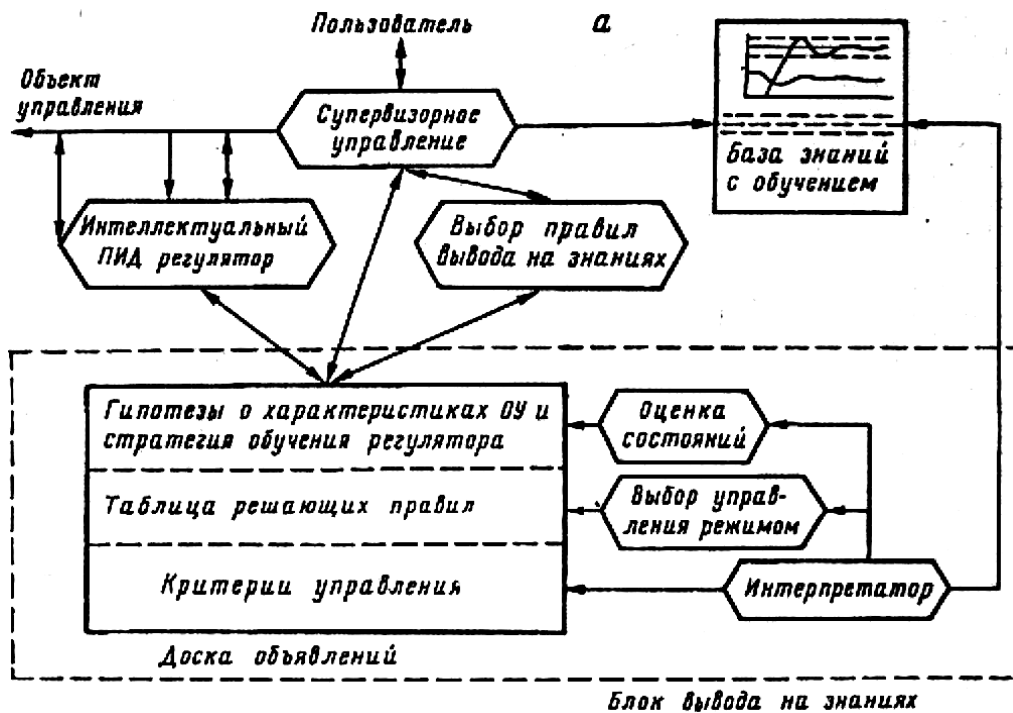 Пользователь
а
Объект
управления
Супервизорное
управление
База знаний
с обучением
Интеллектуальный
ПИД регулятор
Выбор правил
вывода на знаниях
Гипотезы о характеристиках ОУ и
стратегия обучения регулятора
Оценка
состояний
Таблица решающих правил
Выбор управ-
ления режимом
Критерии управления
Интерпретатор
Доска объявлений
Блок вывода на знаниях